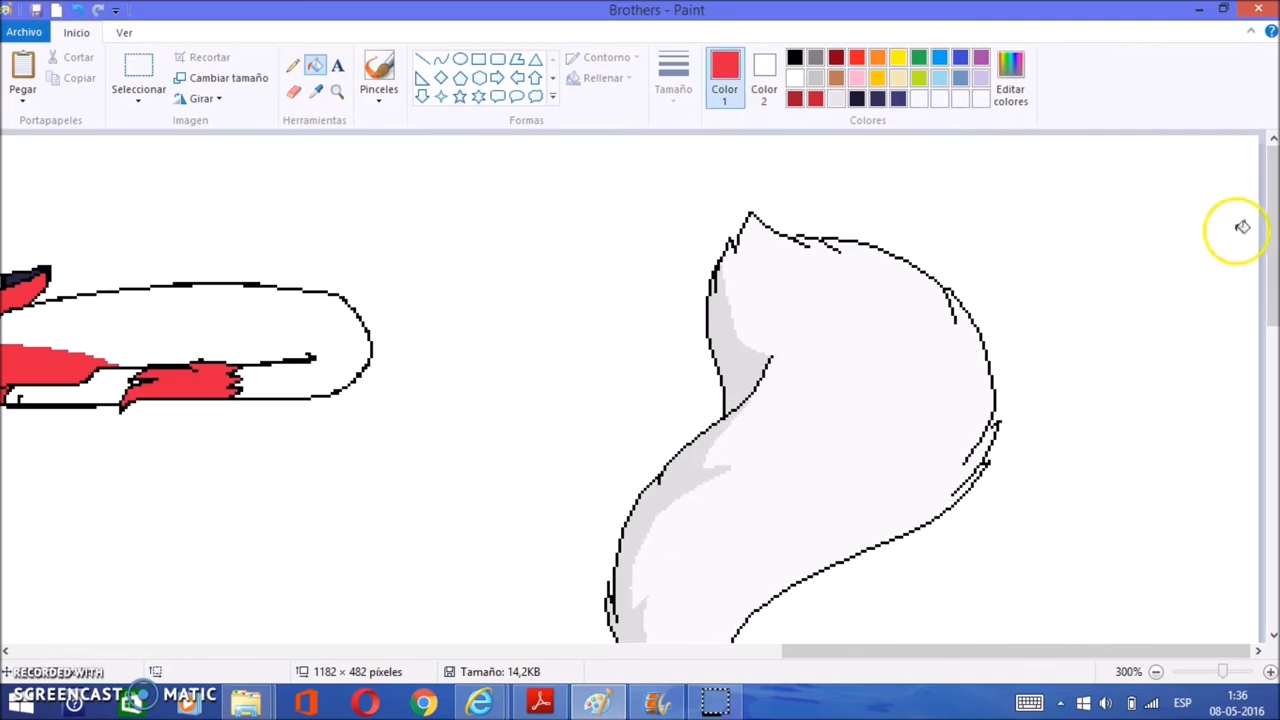 Brothers - Paint
Archivo
Inicio
Ver
Pegar
Cortar
Copiar
Portapapeles
Seleccionar
Recortar
Cambiar tamaño
Girar
Imagen
A
Herramientas
Pinceles
Contorno
Rellenar
Formas
Tamaño
Color
1
Color
2
Editar
colores
Colores
1182 × 482 píxeles
Tamaño: 14,2KB
300%
RECORDED WITH
SCREENCAST MATIC
ESP
1:36
08-05-2016